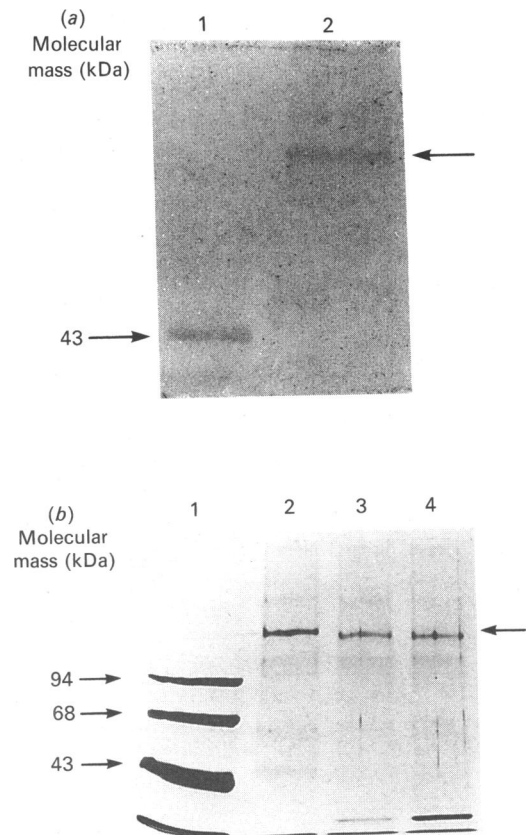 (a)
1 2
Molecular
mass (kDa)
43
(b)
1 2 3 4
Molecular
mass (kDa)
94
68
43